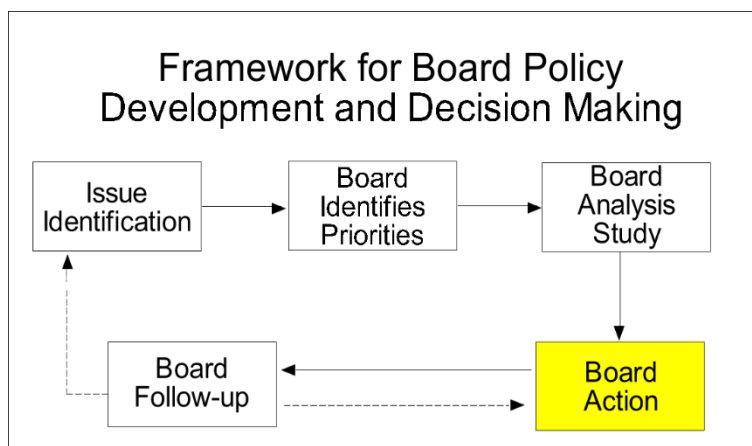 Framework for Board Policy
Development and Decision Making
Issue
Identification
Board
Identifies
Priorities
Board
Analysis
Study
Board
Follow-up
Board
Action